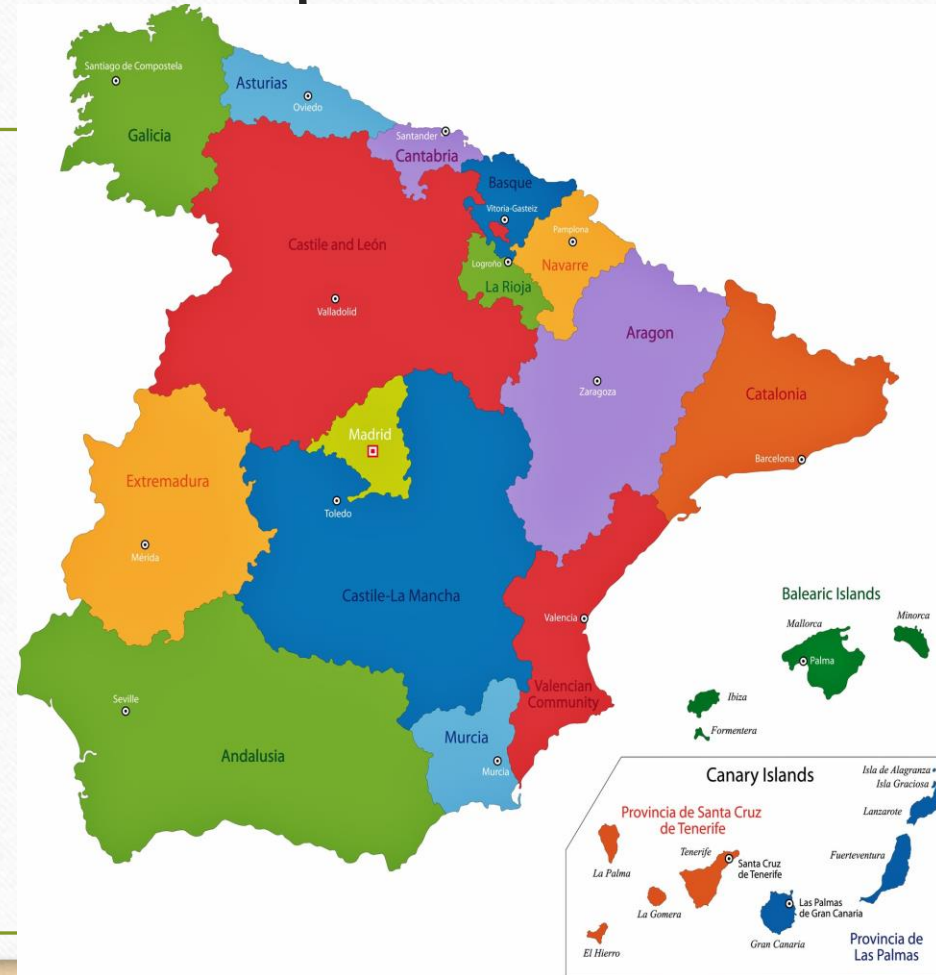 Santiago de Compostela
Galicia
Asturias
Oviedo
Santander
Cantabria
Basque
Vitoria-Gasteiz
Pamplona
Navarre
Logroño
La Rioja
Castile and León
Valladolid
Aragon
Zaragoza
Catalonia
Barcelona
Madrid
Extremadura
Mérida
Toledo
Castile-La Mancha
Valencia
Valencian
Community
Balearic Islands
Mallorca
Minorca
Palma
Ibiza
Formentera
Seville
Andalusia
Murcia
Murcia
Canary Islands
Isla de Alagranza
Isla Graciosa
Lanzarote
Provincia de Santa Cruz
de Tenerife
La Palma
Tenerife
Santa Cruz
de Tenerife
Fuerteventura
La Gomera
Las Palmas
de Gran Canaria
El Hierro
Gran Canaria
Provincia de
Las Palmas